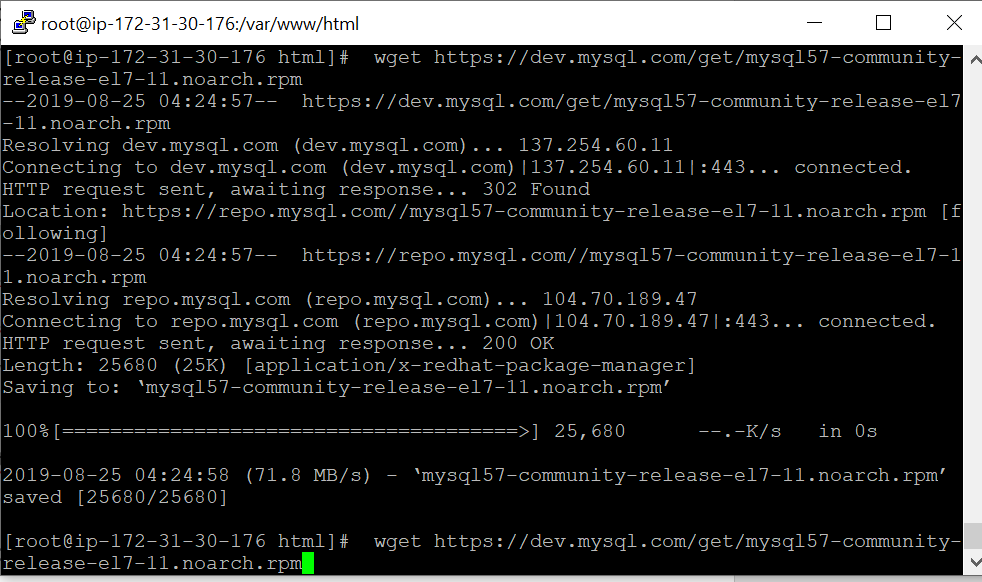 root@ip-172-31-30-176:/var/www/html
[root@ip-172-31-30-176 html]#  wget https://dev.mysql.com/get/mysql57-community-
release-el7-11.noarch.rpm
--2019-08-25 04:24:57--  https://dev.mysql.com/get/mysql57-community-release-el7
-11.noarch.rpm
Resolving dev.mysql.com (dev.mysql.com)... 137.254.60.11
Connecting to dev.mysql.com (dev.mysql.com)|137.254.60.11|:443... connected.
HTTP request sent, awaiting response... 302 Found
Location: https://repo.mysql.com//mysql57-community-release-el7-11.noarch.rpm [f
ollowing]
--2019-08-25 04:24:57--  https://repo.mysql.com//mysql57-community-release-el7-1
1.noarch.rpm
Resolving repo.mysql.com (repo.mysql.com)... 104.70.189.47
Connecting to repo.mysql.com (repo.mysql.com)|104.70.189.47|:443... connected.
HTTP request sent, awaiting response... 200 OK
Length: 25680 (25K) [application/x-redhat-package-manager]
Saving to: ‘mysql57-community-release-el7-11.noarch.rpm’
100%[======================================>] 25,680      --.-K/s   in 0s
2019-08-25 04:24:58 (71.8 MB/s) - ‘mysql57-community-release-el7-11.noarch.rpm’
saved [25680/25680]
[root@ip-172-31-30-176 html]#  wget https://dev.mysql.com/get/mysql57-community-
release-el7-11.noarch.rpm